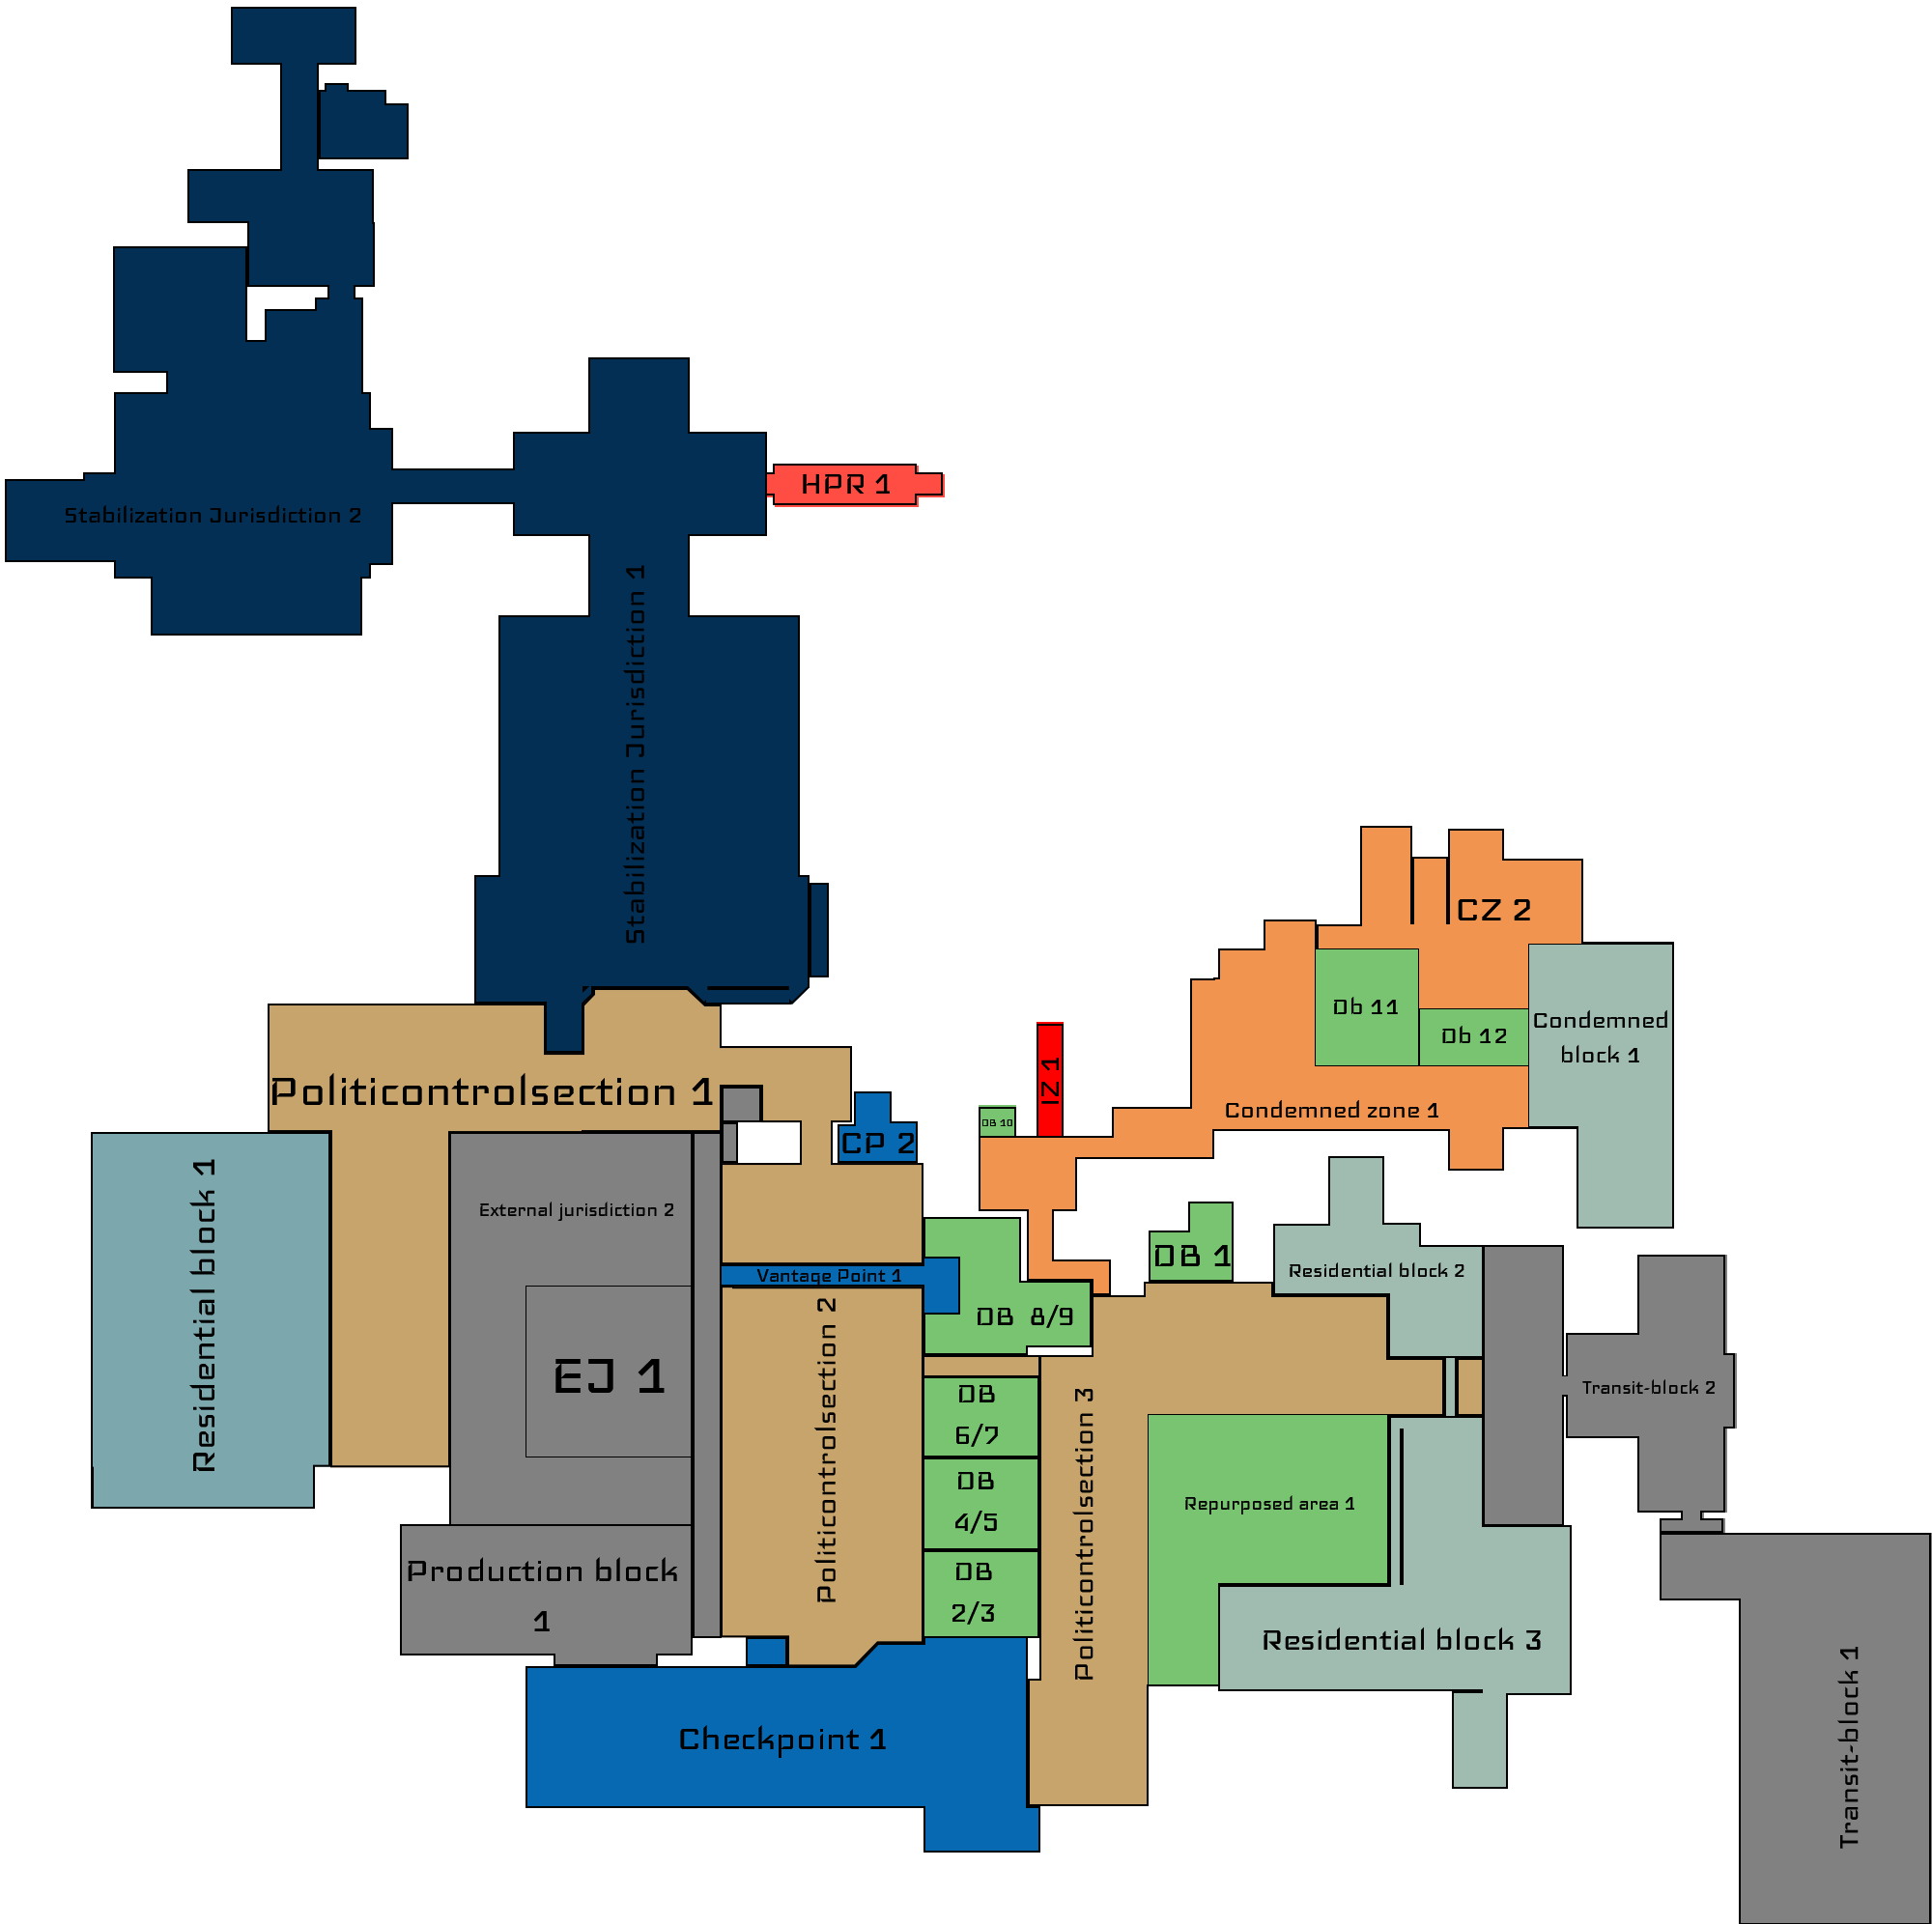 HPR 1
Stabilization Jurisdiction 2
Stabilization Jurisdiction 1
CZ 2
Db 11
Db 12
Condemned
block 1
IZ 1
Politicontrolsection 1
Condemned zone 1
DB 10
CP 2
Residential block 1
External jurisdiction 2
DB 1
Residential block 2
Vantage Point 1
DB 8/9
EJ 1
Politicontrolsection 2
DB
6/7
Politicontrolsection 3
Transit-block 2
DB
4/5
Repurposed area 1
Production block
1
DB
2/3
Residential block 3
Checkpoint 1
Transit-block 1